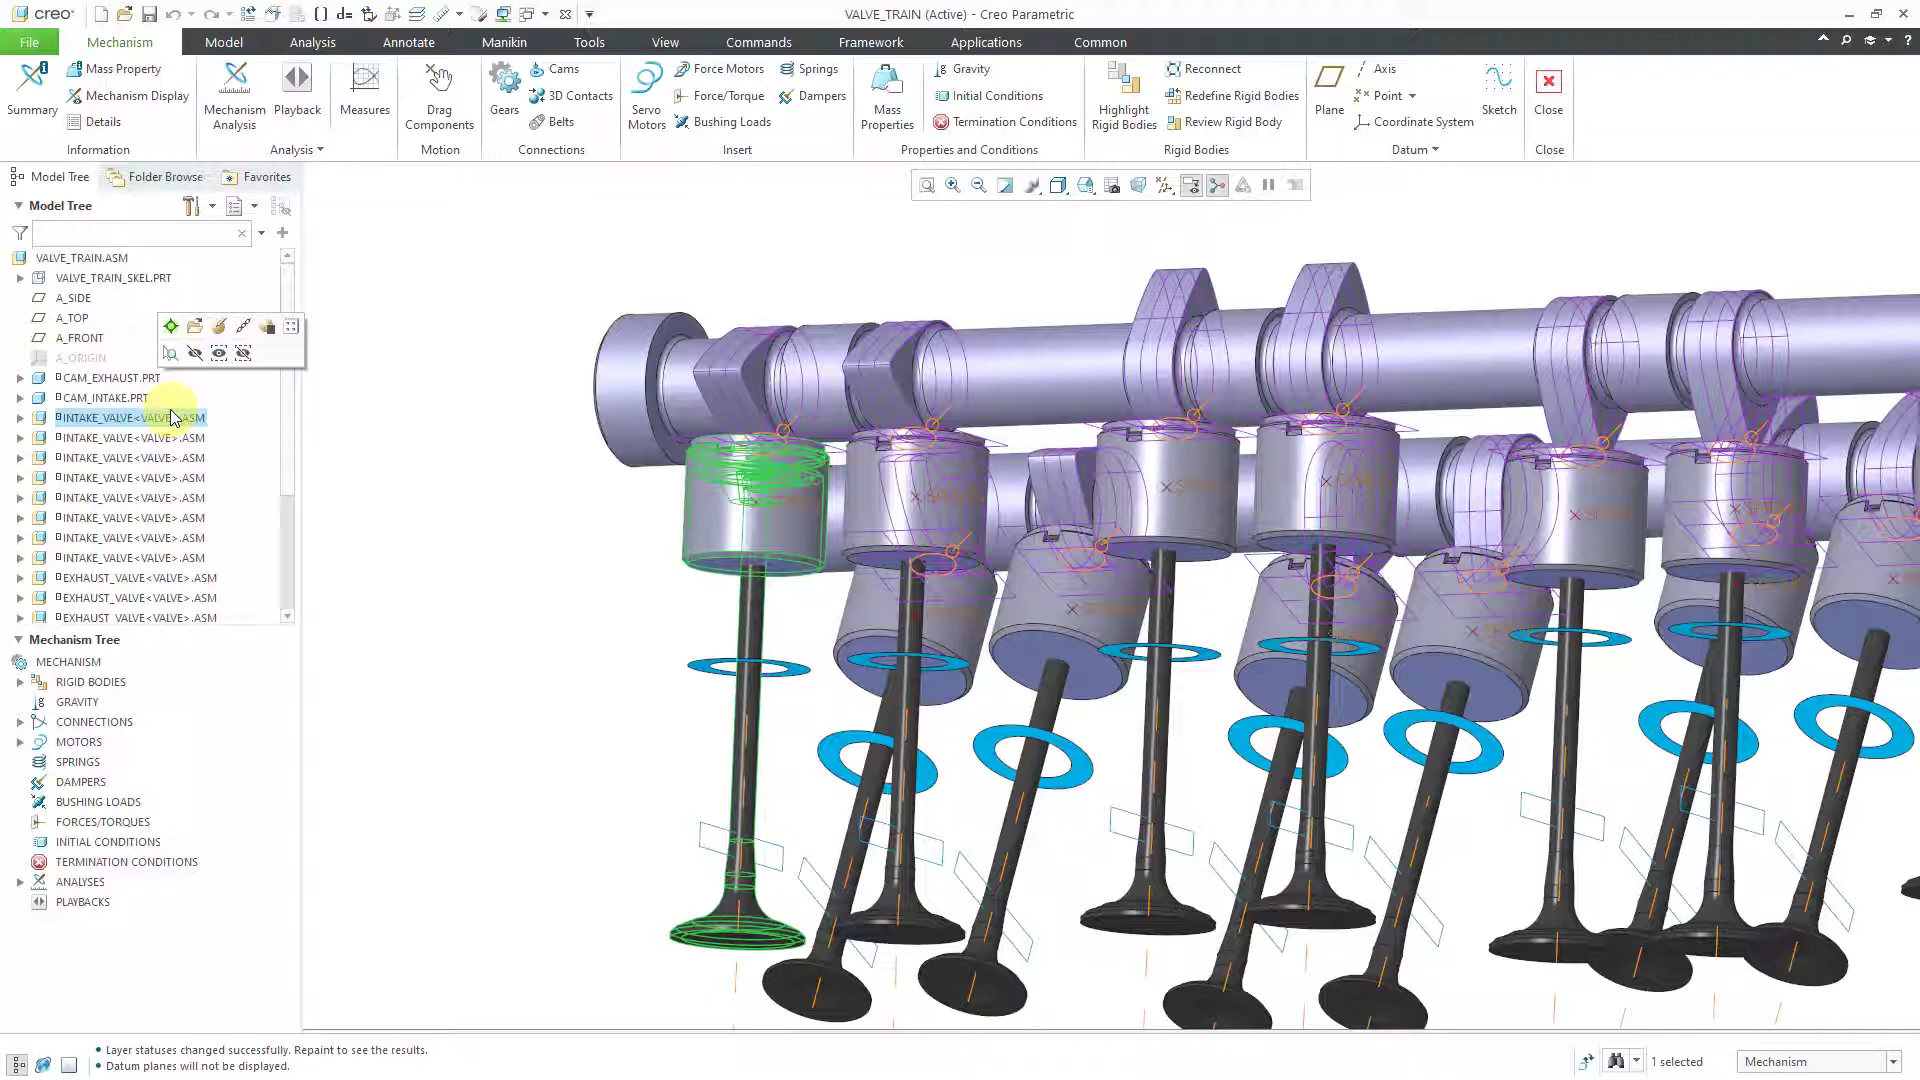 creo
VALVE_TRAIN (Active) - Creo Parametric
File
Mechanism
Model
Analysis
Annotate
Manikin
Tools
View
Commands
Framework
Applications
Common
Summary
Mass Property
Mechanism Display
Details
Information
Mechanism
Analysis
Playback
Measures
Analysis
Drag
Components
Motion
Gears
Cams
3D Contacts
Belts
Connections
Servo
Motors
Force Motors
Force/Torque
Bushing Loads
Springs
Dampers
Insert
Mass
Properties
Gravity
Initial Conditions
Termination Conditions
Properties and Conditions
Highlight
Rigid Bodies
Reconnect
Redefine Rigid Bodies
Review Rigid Body
Rigid Bodies
Plane
Axis
Point
Coordinate System
Sketch
Datum
Close
Close
Model Tree
Folder Browse
Favorites
Model Tree
VALVE_TRAIN.ASM
VALVE_TRAIN_SKEL.PRT
A_SIDE
A_TOP
A_FRONT
A_ORIGIN
CAM_EXHAUST.PRT
CAM_INTAKE.PRT
INTAKE_VALVE<VALVE>.ASM
INTAKE_VALVE<VALVE>.ASM
INTAKE_VALVE<VALVE>.ASM
INTAKE_VALVE<VALVE>.ASM
INTAKE_VALVE<VALVE>.ASM
INTAKE_VALVE<VALVE>.ASM
INTAKE_VALVE<VALVE>.ASM
INTAKE_VALVE<VALVE>.ASM
EXHAUST_VALVE<VALVE>.ASM
EXHAUST_VALVE<VALVE>.ASM
EXHAUST_VALVE<VALVE>.ASM
Mechanism Tree
MECHANISM
RIGID BODIES
GRAVITY
CONNECTIONS
MOTORS
SPRINGS
DAMPERS
BUSHING LOADS
FORCES/TORQUES
INITIAL CONDITIONS
TERMINATION CONDITIONS
ANALYSES
PLAYBACKS
• Layer statuses changed successfully. Repaint to see the results.
• Datum planes will not be displayed.
1 selected
Mechanism